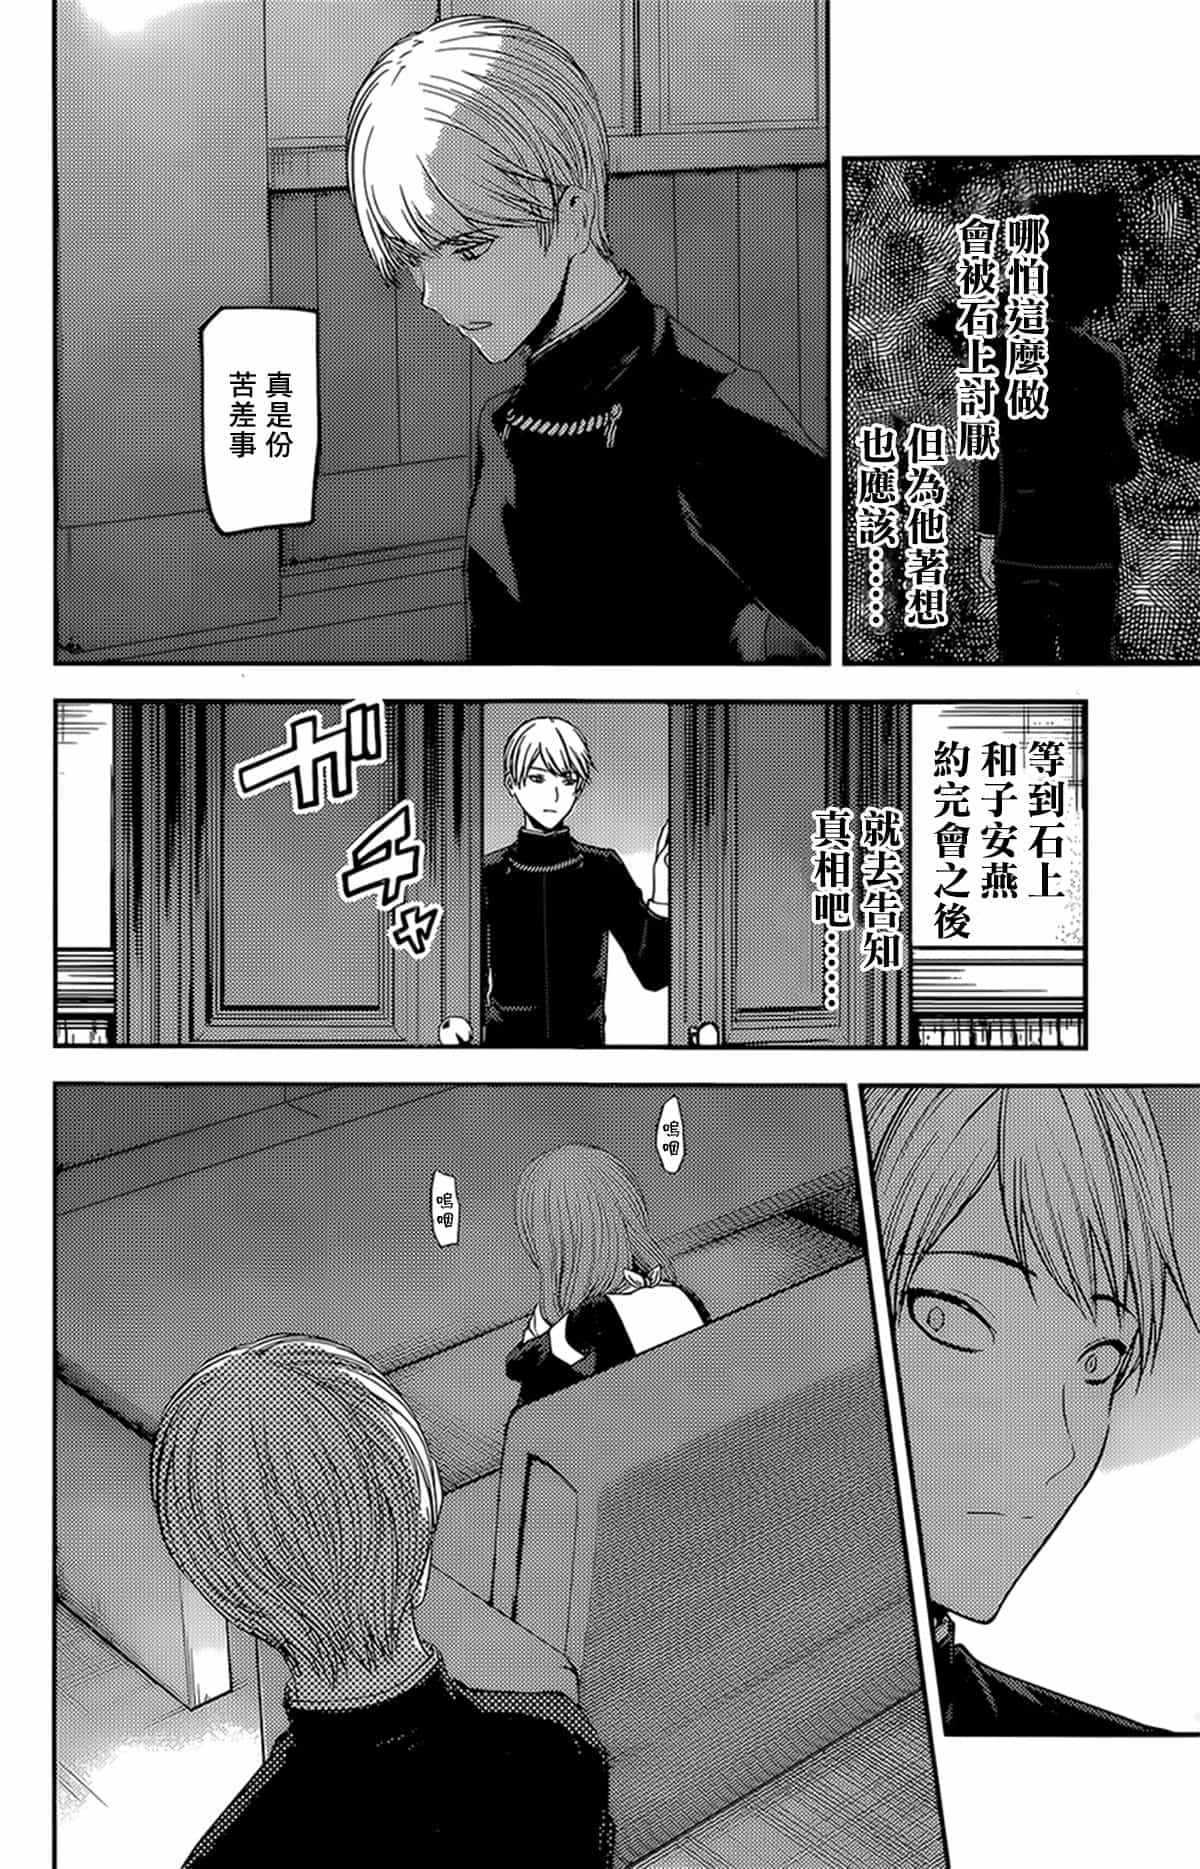 哪怕這麼做
會被石上討厭
但為他著想
也應該……
真是份
苦差事
等到石上
和子安燕
約完會之後
就去告知
真相吧……
ガチャ
嗚咽
嗚咽